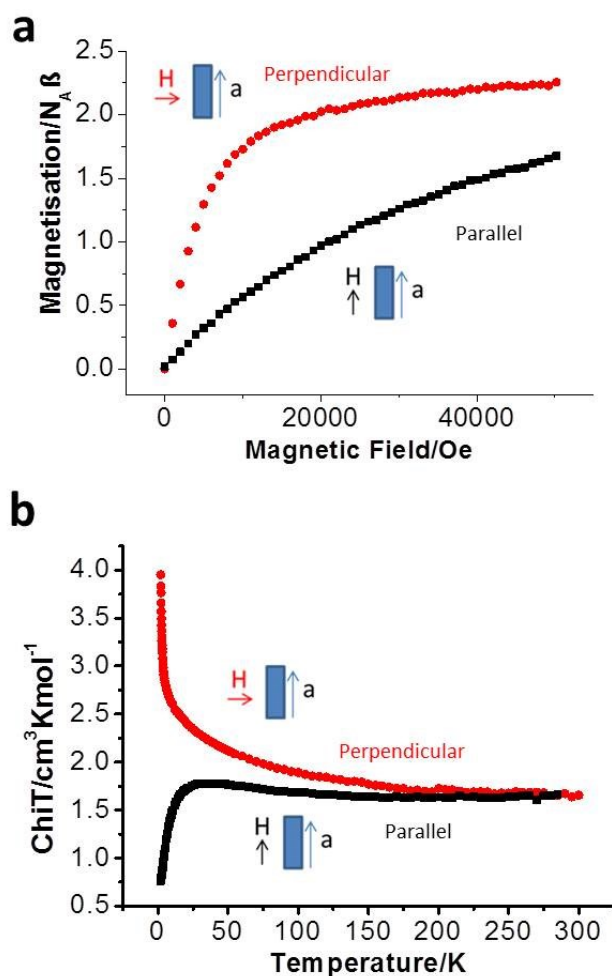 a
Magnetisation/N_A ß
2.5
2.0
1.5
1.0
0.5
0.0
H
a
Perpendicular
Parallel
H
a
0
20000
40000
Magnetic Field/Oe
b
ChiT/cm³Kmol⁻¹
4.0
3.5
3.0
2.5
2.0
1.5
1.0
0.5
H
a
Perpendicular
H
a
Parallel
0
50
100
150
200
250
300
Temperature/K